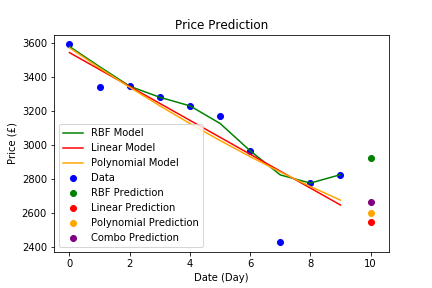 Price Prediction
3600
3400
3200
3000
2800
2600
2400
Price (£)
RBF Model
Linear Model
Polynomial Model
Data
RBF Prediction
Linear Prediction
Polynomial Prediction
Combo Prediction
0 2 4 6 8 10
Date (Day)